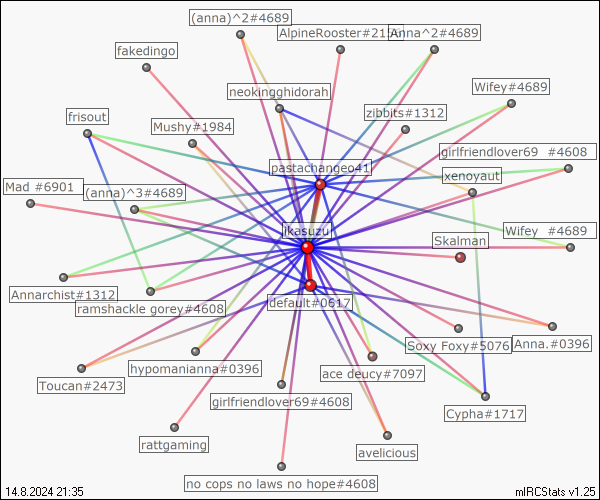 (anna)^2#4689
AlpineRooster#215
Anna^2#4689
fakedingo
neokingghidorah
Wifey#4689
frisout
zibbits#1312
Mushy#1984
girlfriendlover69 #4608
pastachangeo41
xenoyaut
Mad #6901
(anna)^3#4689
ikasuzu
Wifey #4689
Skalman
Annarchist#1312
default#0617
ramshackle gorey#4608
Soxy Foxy#5076
Anna.#0396
hypomanianna#0396
ace deucy#7097
Toucan#2473
girlfriendlover69#4608
Cypha#1717
rattgaming
avelicious
no cops no laws no hope#4608
14.8.2024 21:35
mIRCStats v1.25